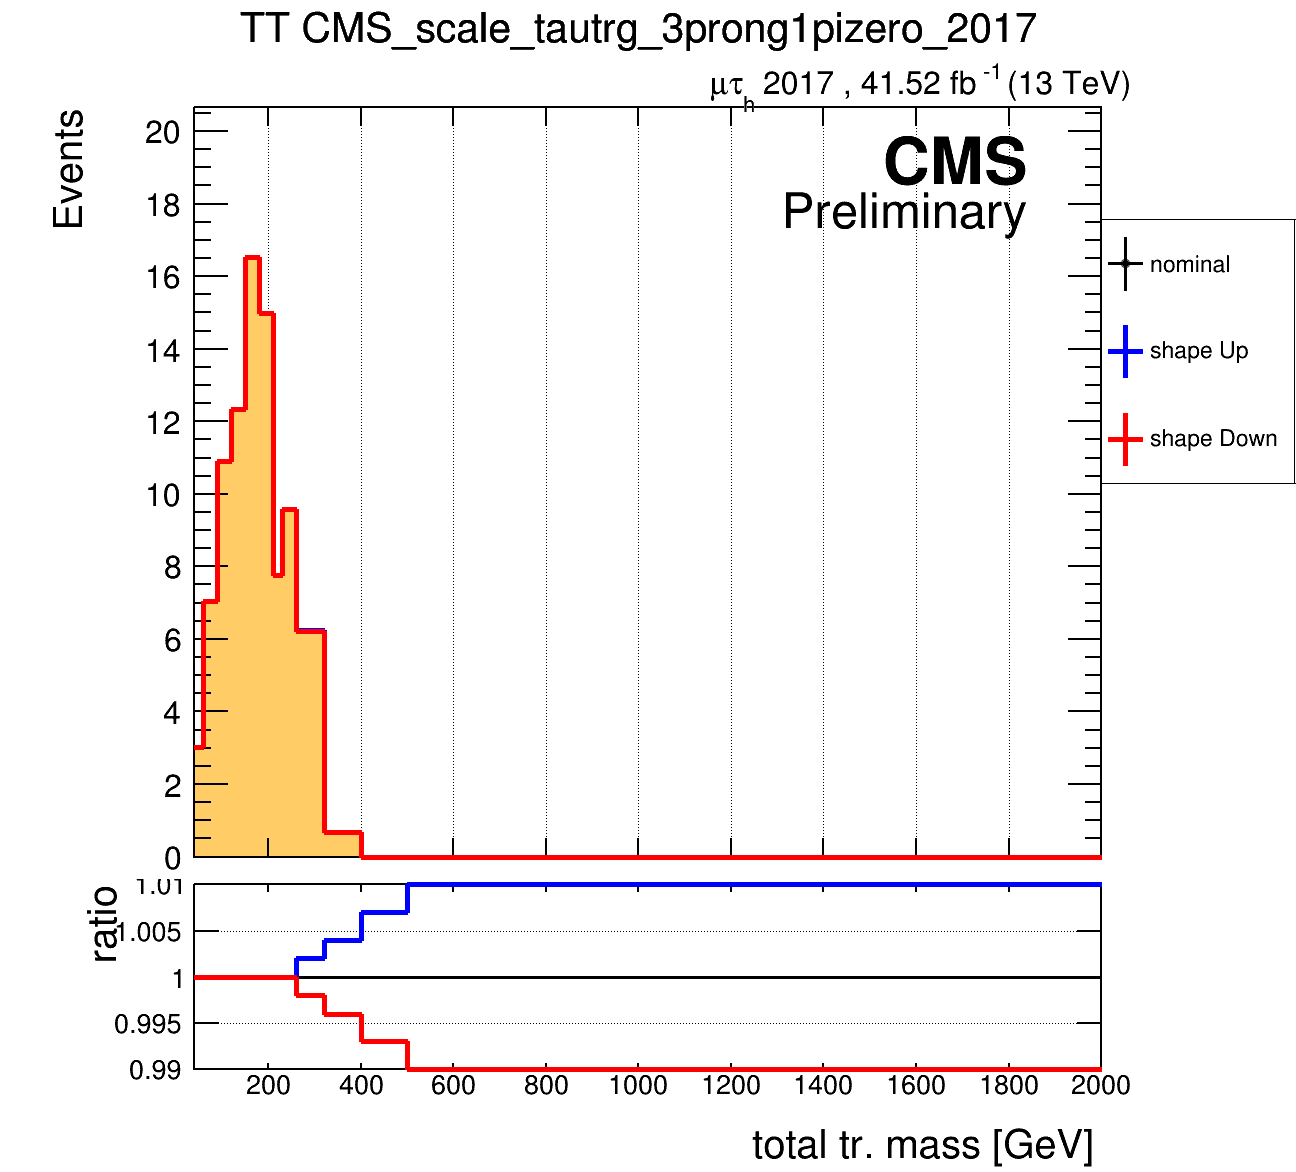 TT CMS_scale_tautrg_3prong1pizero_2017
μτh 2017 , 41.52 fb -1 (13 TeV)
Events
20
18
16
14
12
10
8
6
4
2
0
CMS
Preliminary
nominal
shape Up
shape Down
ratio
1.01
1.005
1
0.995
0.99
200 400 600 800 1000 1200 1400 1600 1800 2000
total tr. mass [GeV]